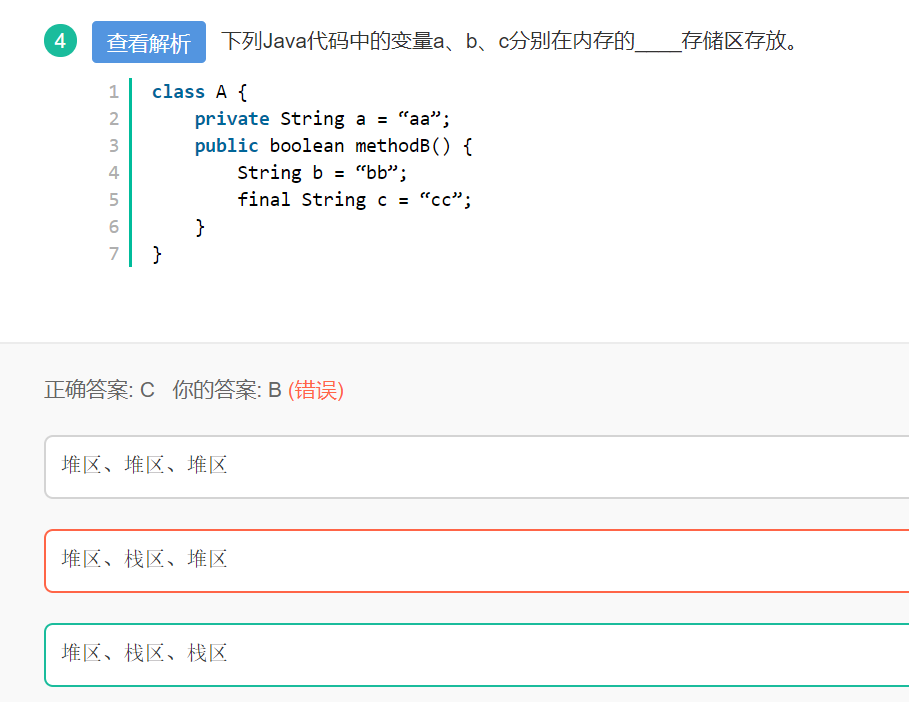 4 查看解析 下列Java代码中的变量a、b、c分别在内存的____存储区存放。
1 class A {
2     private String a = “aa”;
3     public boolean methodB() {
4         String b = “bb”;
5         final String c = “cc”;
6     }
7 }
正确答案: C 你的答案: B (错误)
堆区、堆区、堆区
堆区、栈区、堆区
堆区、栈区、栈区